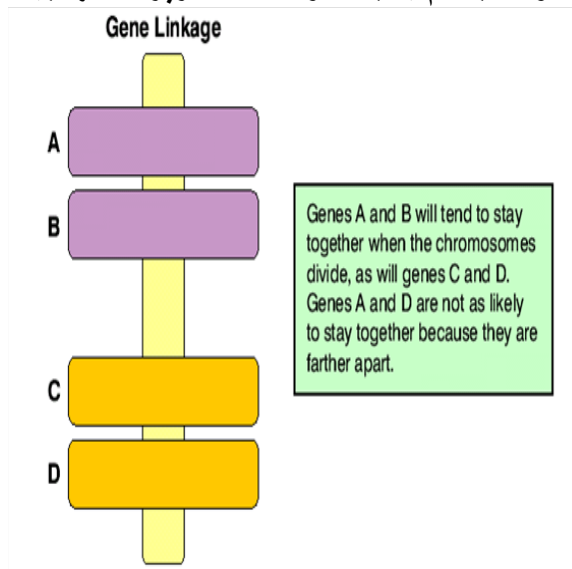 Gene Linkage
A
B
Genes A and B will tend to stay
together when the chromosomes
divide, as will genes C and D.
Genes A and D are not as likely
to stay together because they are
farther apart.
C
D